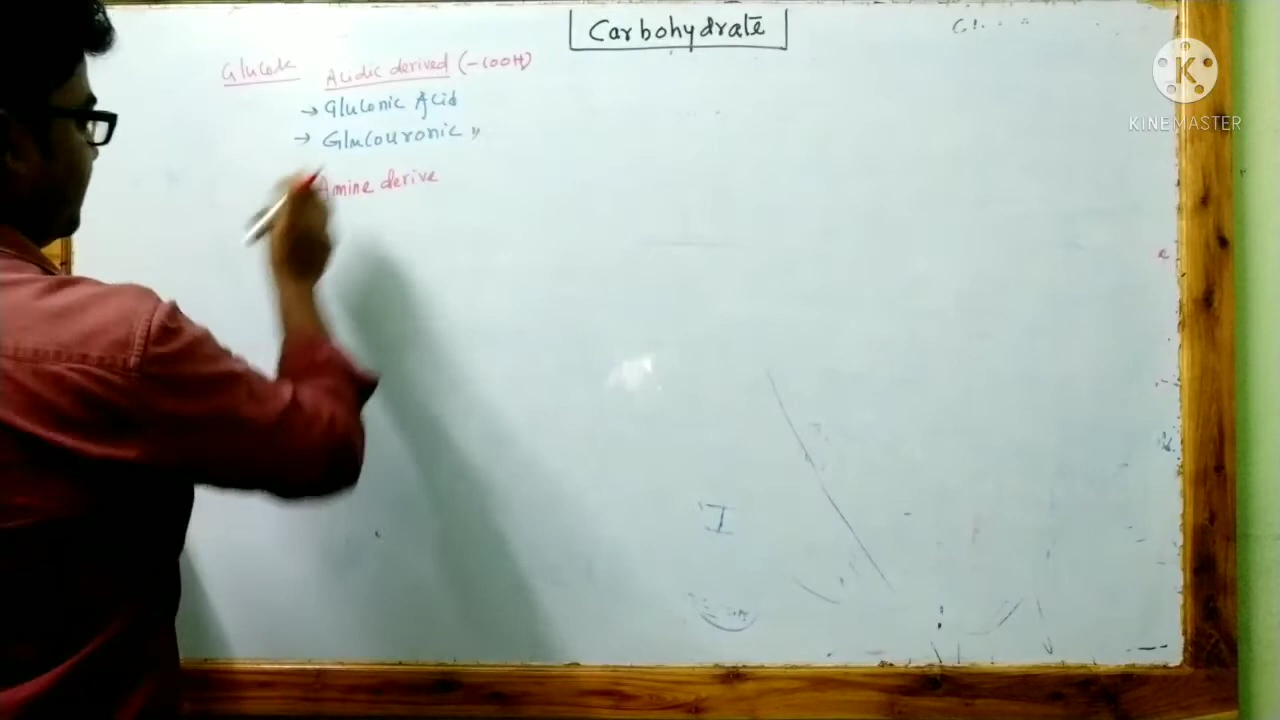 Carbohydrate
Glucose Acidic derived (-COOH)
→ Gluconic Acid
→ Glucouronic "
Amine derive
K
KINEMASTER